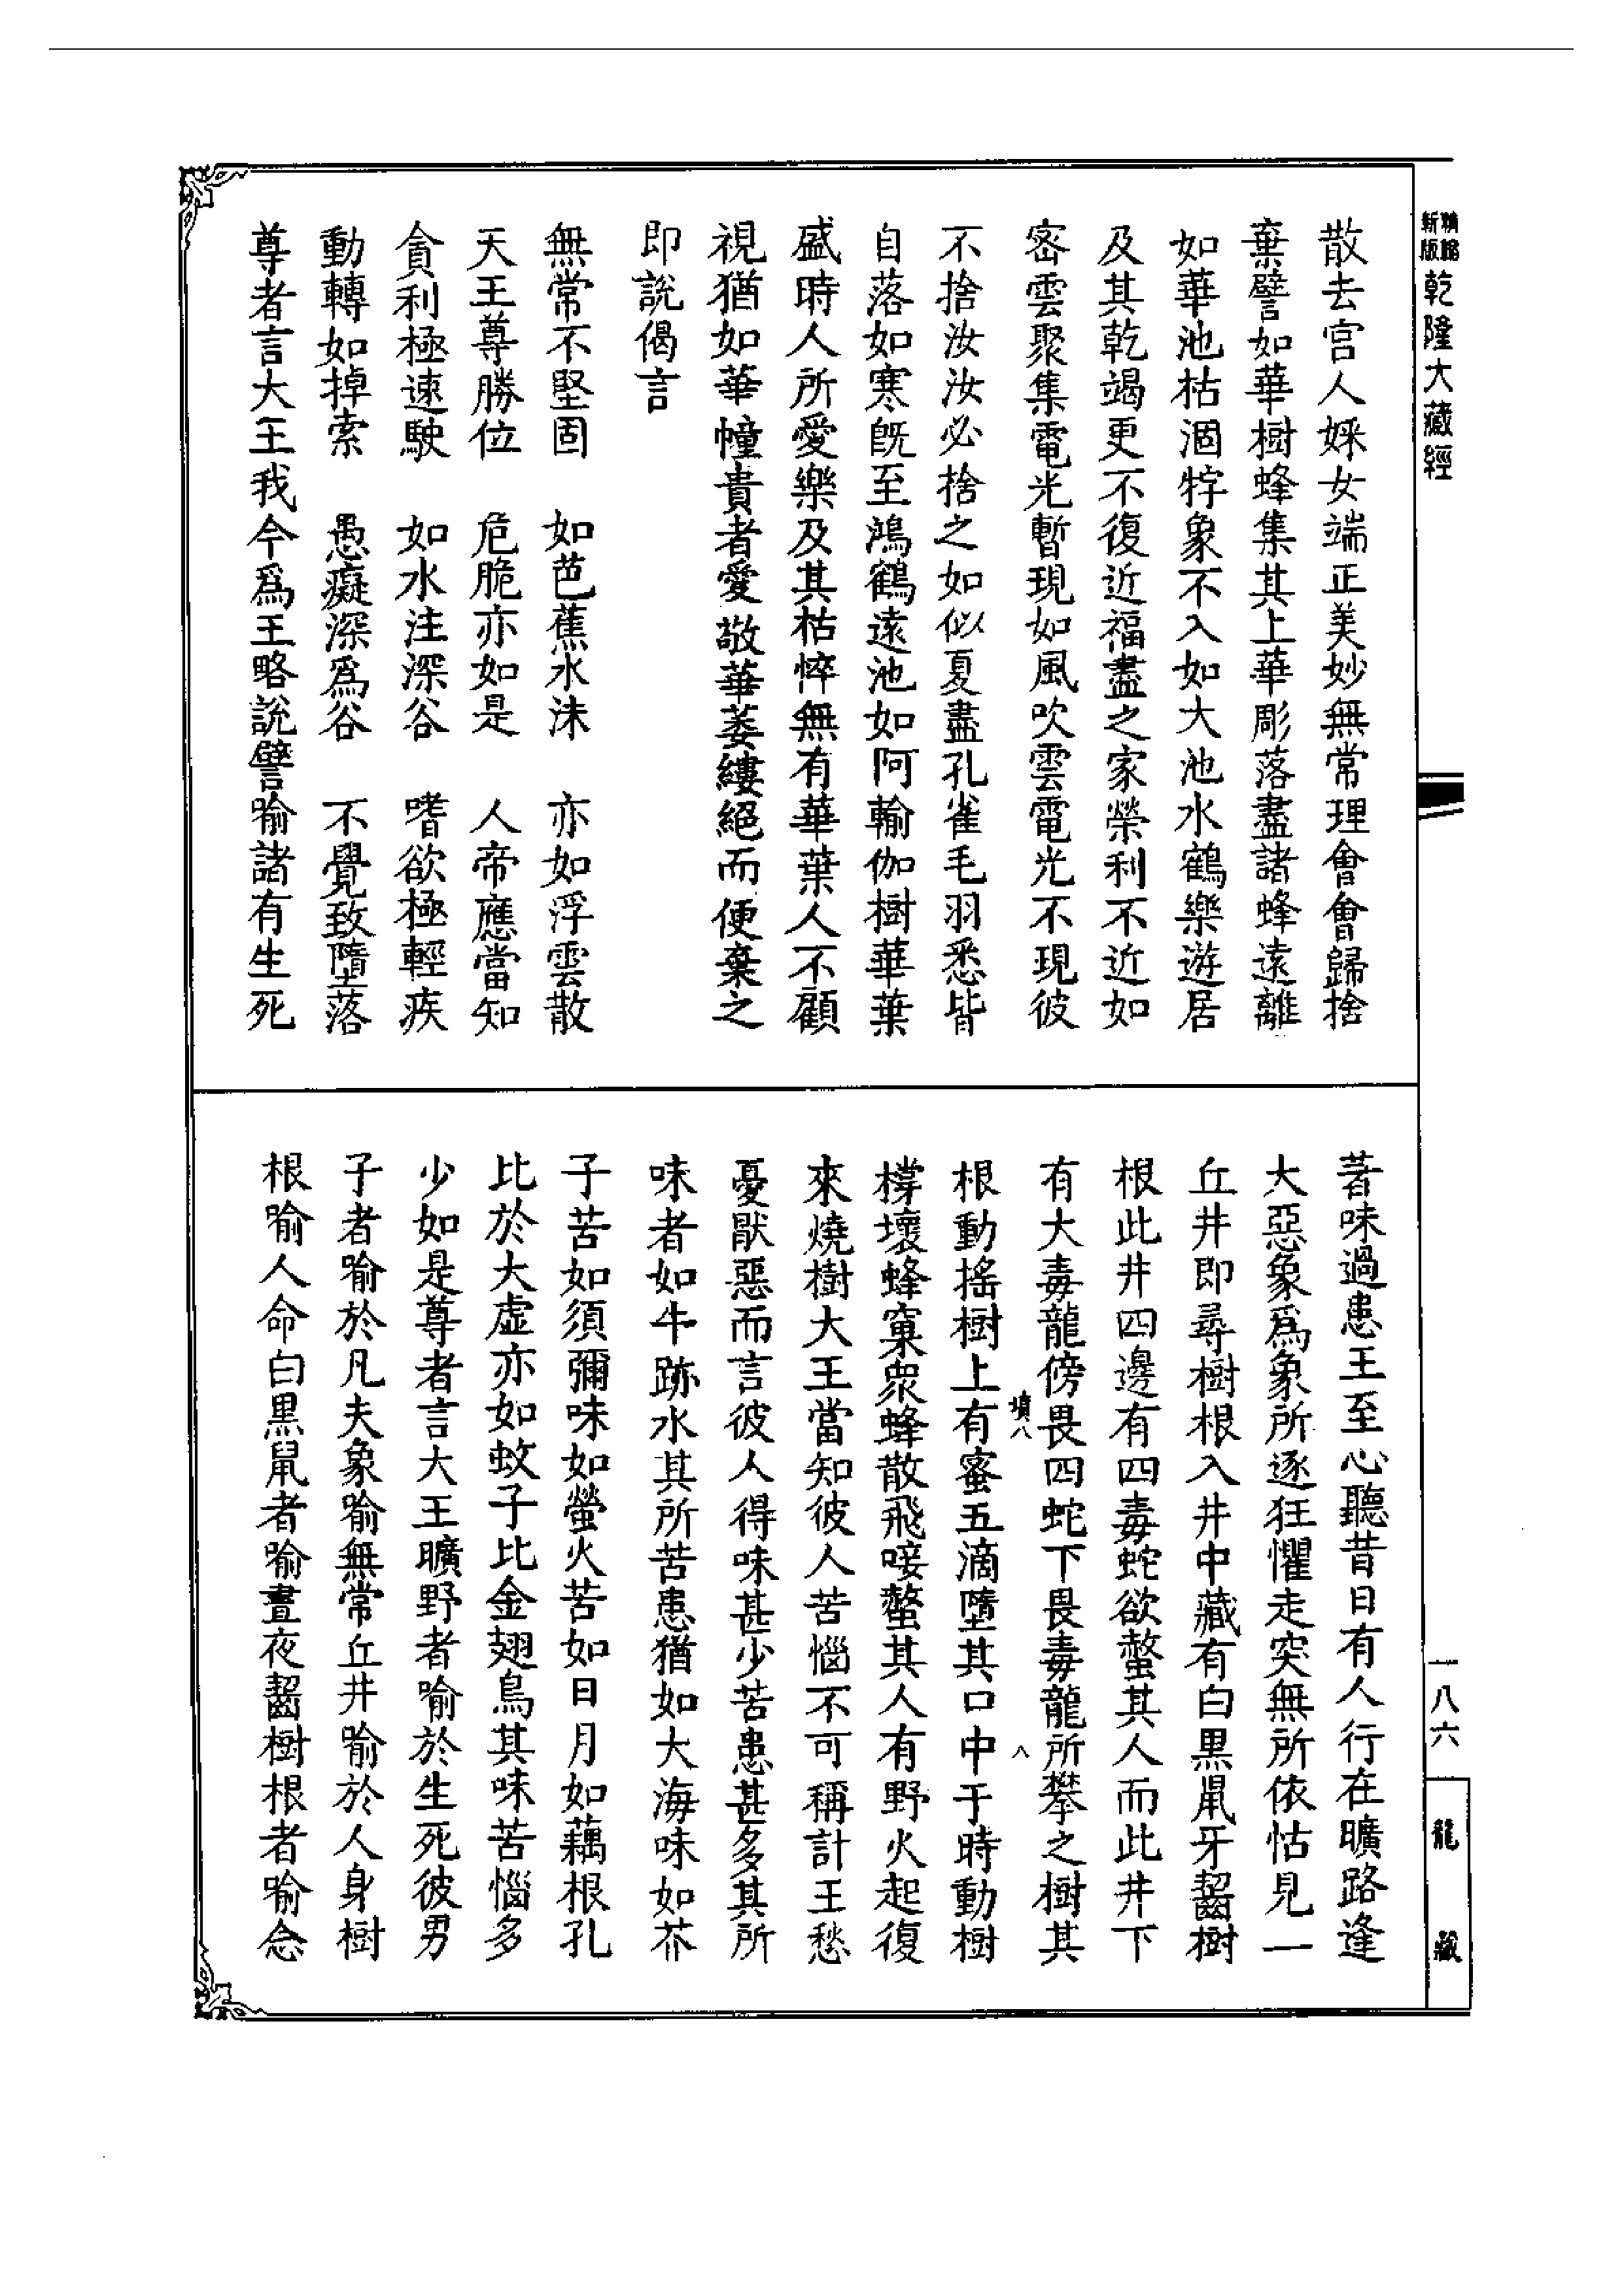 精縮
新版
乾隆大藏經
散去宮人婇女端正美妙無常理會會歸捨
棄譬如華樹蜂集其上華彫落盡諸蜂遠離
如華池枯涸牸象不入如大池水鶴樂遊居
及其乾竭更不復近福盡之家榮利不近如
密雲聚集電光暫現如風吹雲電光不現彼
不捨汝汝必捨之如似夏盡孔雀毛羽悉皆
自落如寒既至鴻鶴遠池如阿輸伽樹華葉
盛時人所愛樂及其枯悴無有華葉人不顧
視猶如華幢貴者愛敬華萎縷絕而便棄之
即說偈言
無常不堅固　如芭蕉水沫　亦如浮雲散
天王尊勝位　危脆亦如是　人帝應當知
貪利極速駛　如水注深谷　嗜欲極輕疾
動轉如掉索　愚癡深爲谷　不覺致墮落
尊者言大王我今爲王略說譬喻諸有生死
著味過患王至心聽昔日有人行在曠路逢
大惡象爲象所逐狂懼走突無所依怙見一
丘井即尋樹根入井中藏有白黑鼠牙齧樹
根此井四邊有四毒蛇欲螫其人而此井下
有大毒龍傍畏四蛇下畏毒龍所攀之樹其
墳八
八
根動搖樹上有蜜五滴墮其口中于時動樹
橖壞蜂窠眾蜂散飛唼螫其人有野火起復
來燒樹大王當知彼人苦惱不可稱計王愁
憂厭惡而言彼人得味甚少苦患甚多其所
味者如牛跡水其所苦患猶如大海味如芥
子苦如須彌味如螢火苦如日月如藕根孔
比於大虛亦如蚊子比金翅鳥其味苦惱多
少如是尊者言大王曠野者喻於生死彼男
子者喻於凡夫象喻無常丘井喻於人身樹
根喻人命白黑鼠者喻晝夜齧樹根者喻念
一八六
龍藏